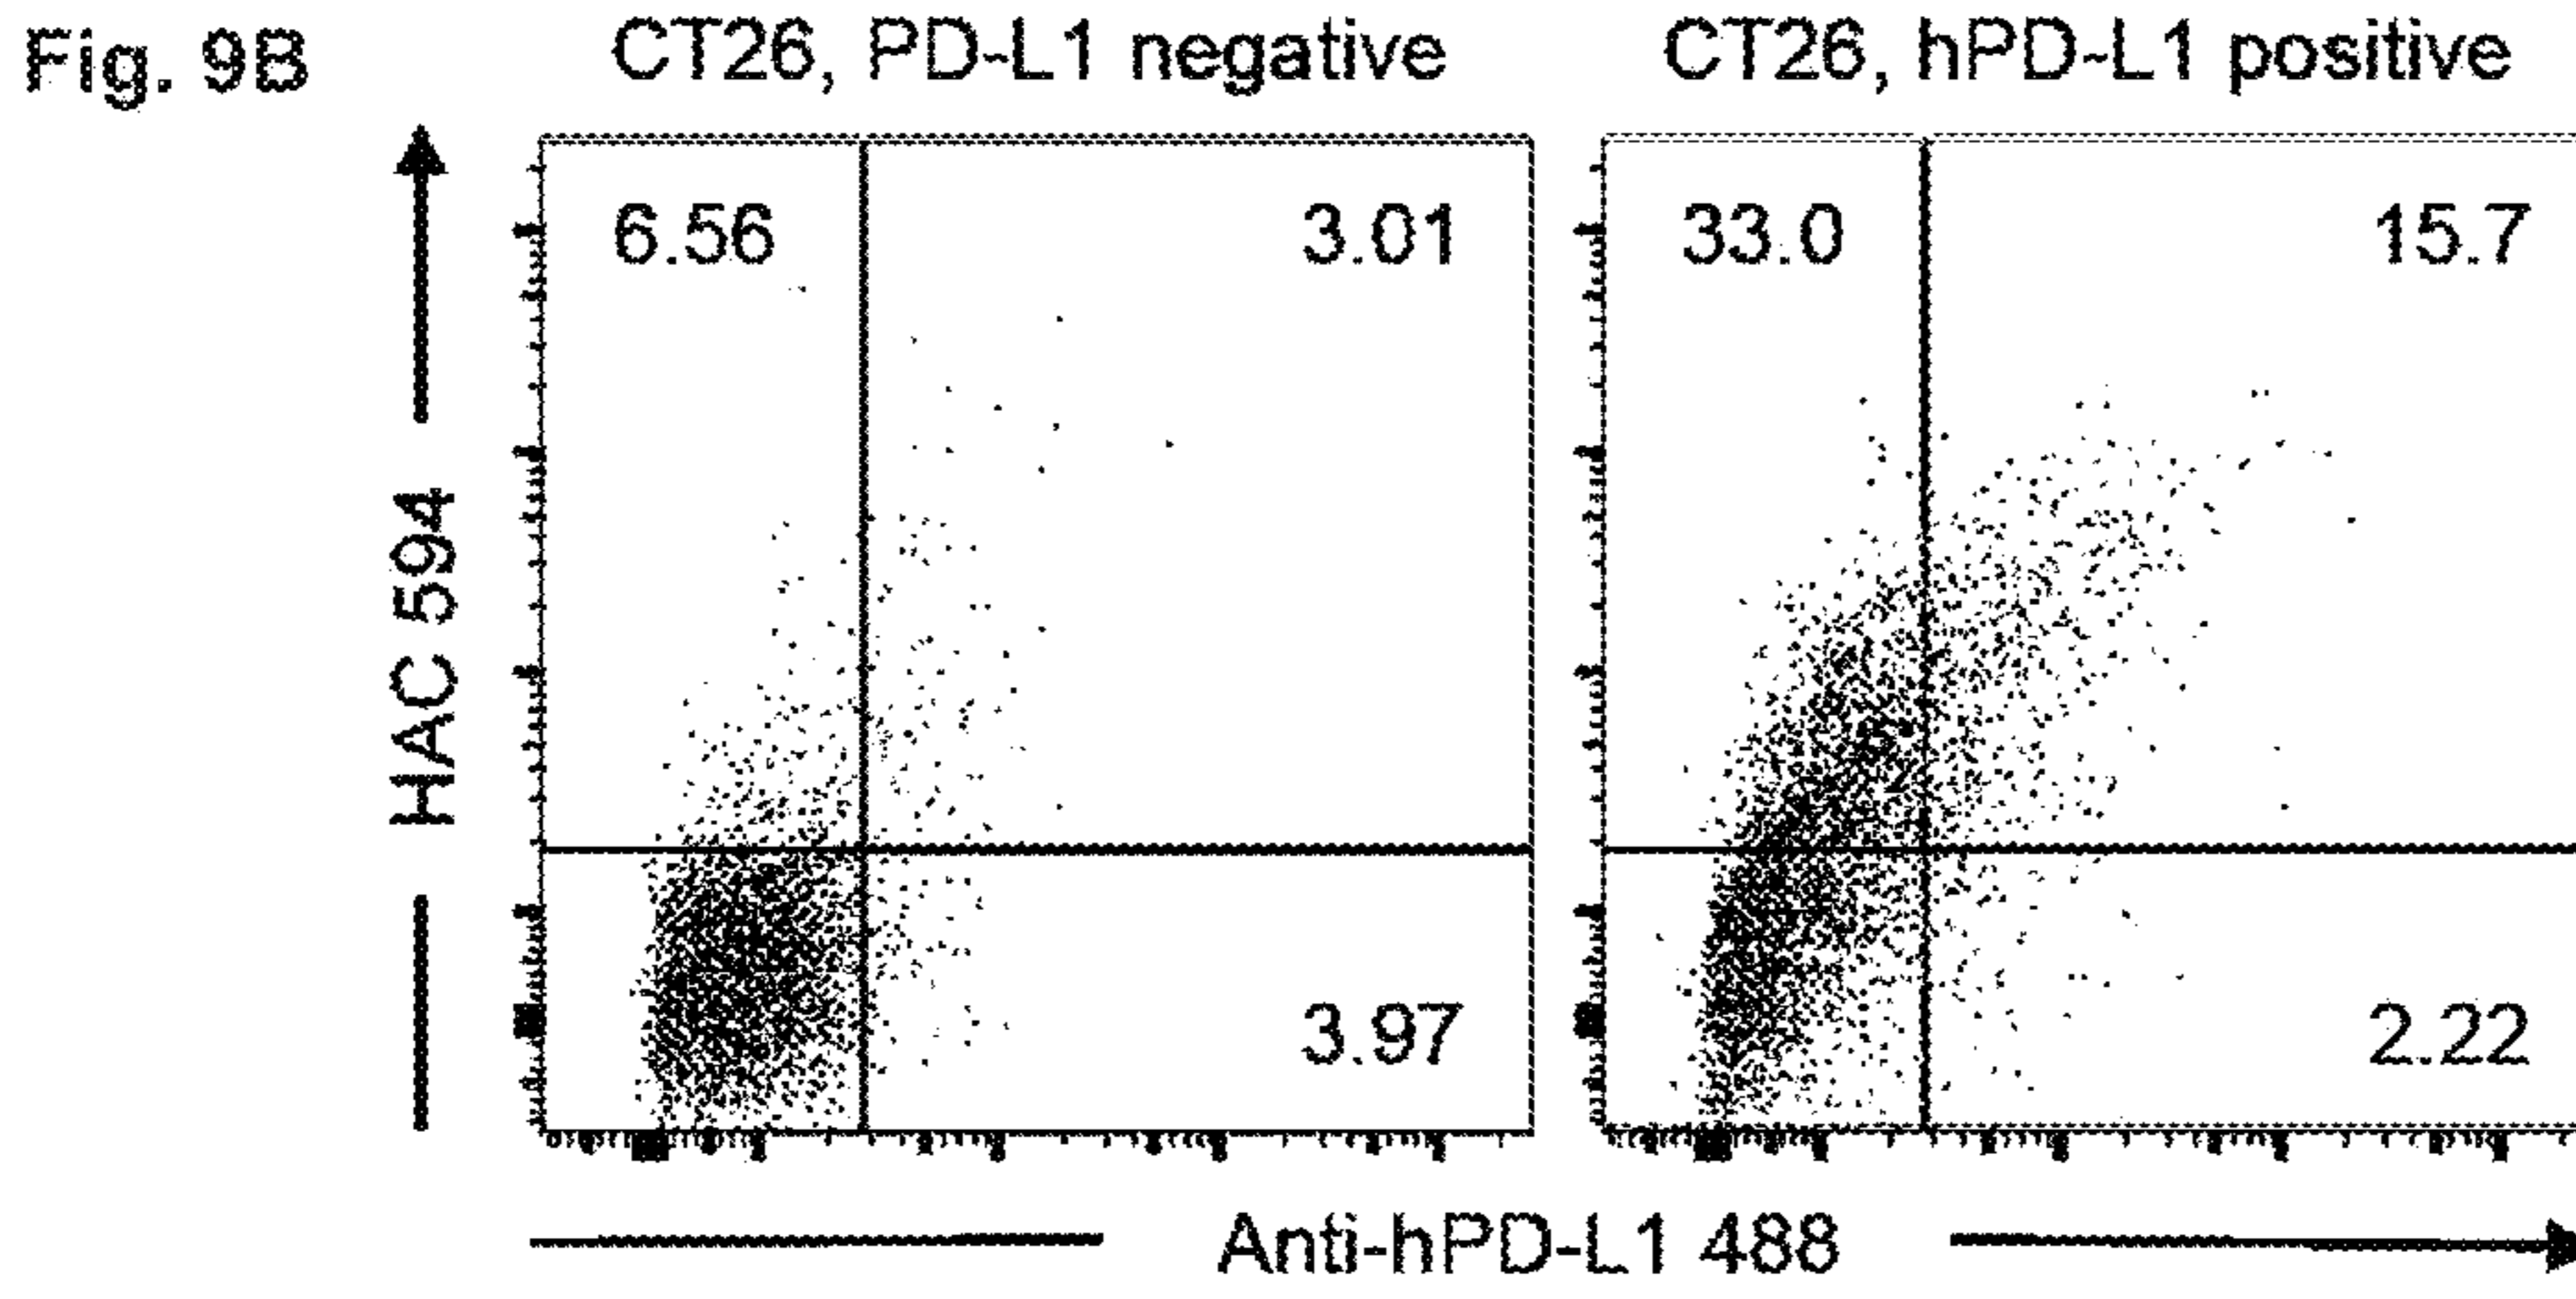 Fig. 9B
CT26, PD-L1 negative
CT26, hPD-L1 positive
6.56
3.01
33.0
15.7
HAC 594
3.97
2.22
Anti-hPD-L1 488